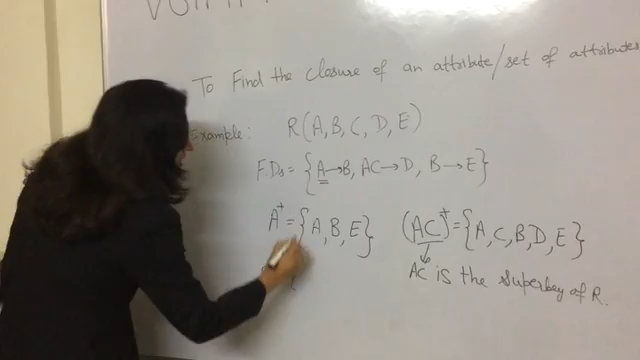 To Find the closure of an attribute/set of attributes
Example: R(A,B,C,D,E)
F.Ds = {A→B, AC→D, B→E}
A⁺ = {A,B,E} (AC)⁺ = {A,C,B,D,E}
AC is the superkey of R.